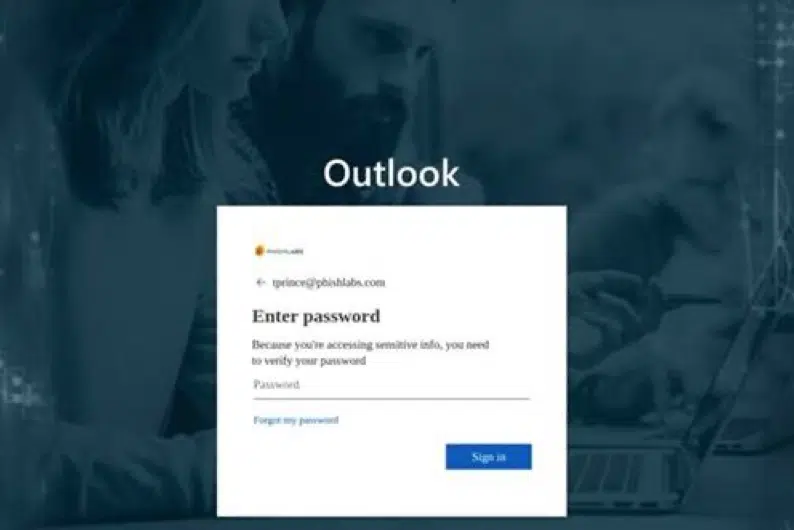 Outlook
PHISHLABS
← tprince@phishlabs.com
Enter password
Because you're accessing sensitive info, you need
to verify your password
Password
Forgot my password
Sign in